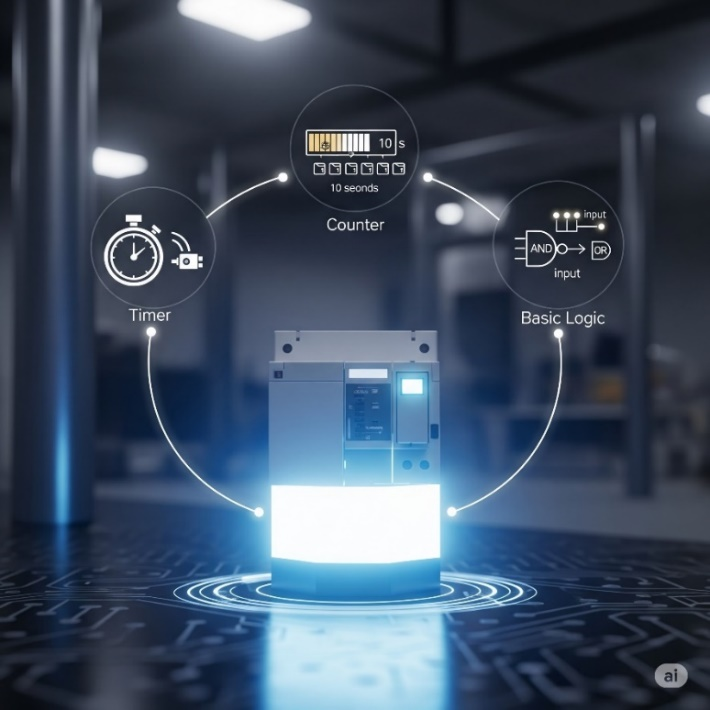 10 s
10 seonds
Counter
input
AND
OR
input
Timer
Basic Logic
ai